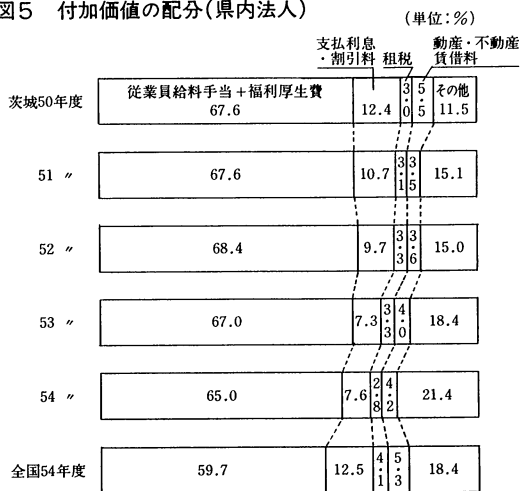 図5 付加価値の配分(県内法人)
(単位:%)
支払利息・割引料 租税 動産・不動産賃借料
茨城50年度 従業員給料手当+福利厚生費 67.6 12.4 3.0 5.5 その他 11.5
51 〃 67.6 10.7 3.1 3.5 15.1
52 〃 68.4 9.7 3.3 3.6 15.0
53 〃 67.0 7.3 3.3 4.0 18.4
54 〃 65.0 7.6 2.8 4.2 21.4
全国54年度 59.7 12.5 4.1 5.3 18.4